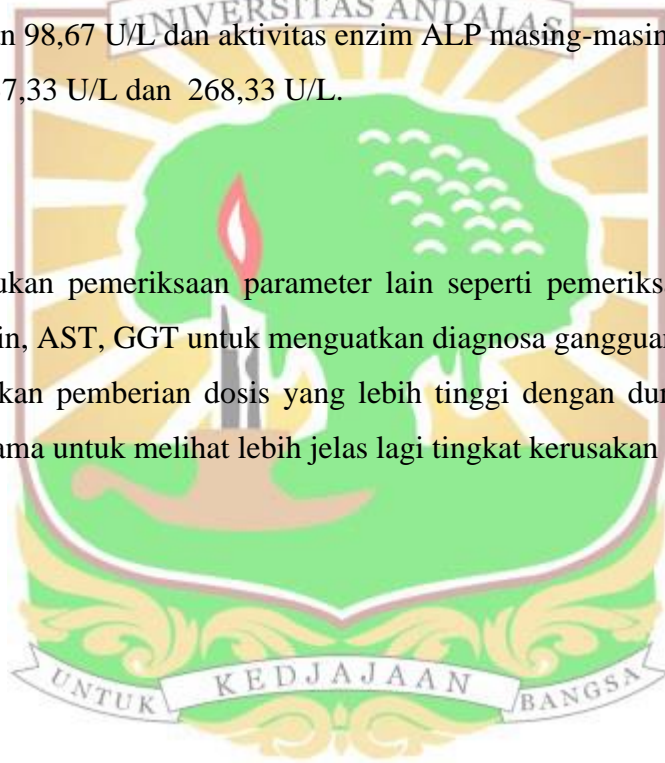 UNIVERSITAS ANDALAS
n 98,67 U/L dan aktivitas enzim ALP masing-masin
7,33 U/L dan 268,33 U/L.
ukan pemeriksaan parameter lain seperti pemeriks
in, AST, GGT untuk menguatkan diagnosa gangguan
kan pemberian dosis yang lebih tinggi dengan dur
ama untuk melihat lebih jelas lagi tingkat kerusakan
UNTUK KEDJAJAAN BANGSA